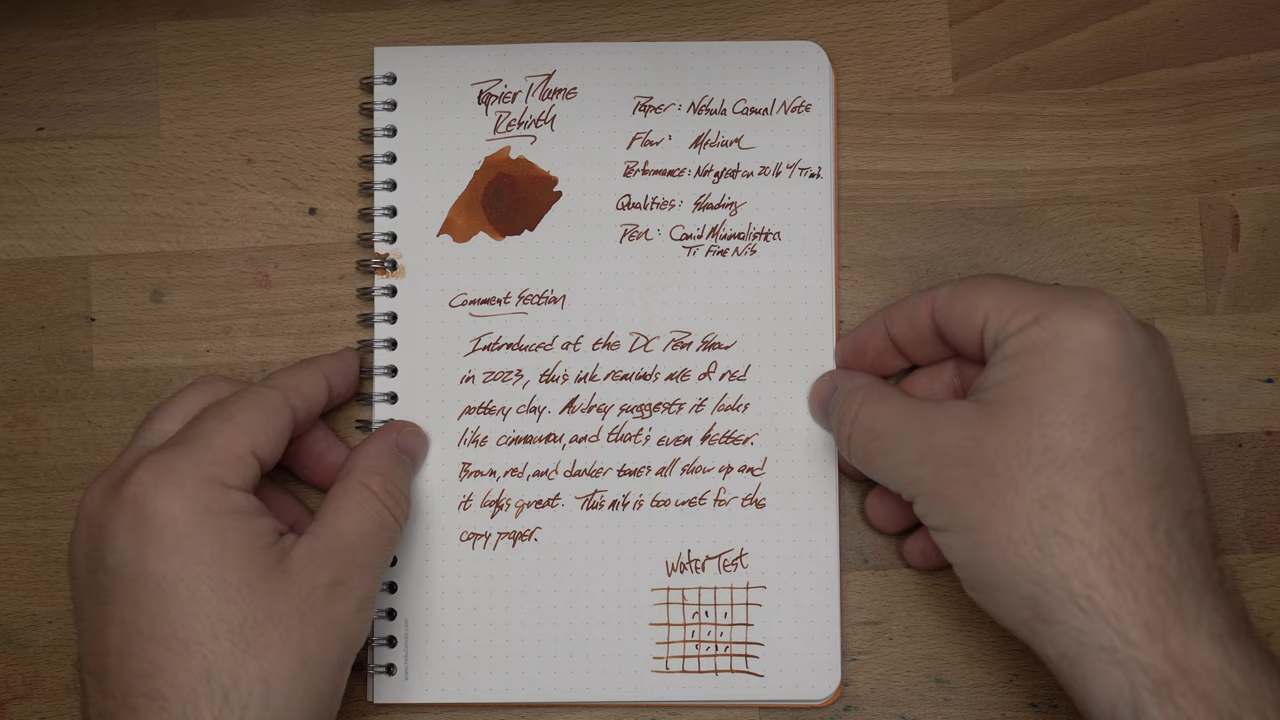 Papier Plume
Rebirth
Paper: Nebula Casual Note
Flow: Medium
Performance: Not great on 20 lb w/ Ti nib.
Qualities: Shading
Pen: Conid Minimalistica
Ti Fine Nib
Comment Section
Introduced at the DC Pen Show
in 2023, this ink reminds me of red
pottery clay. Audrey suggests it looks
like cinnamon, and that's even better.
Brown, red, and darker tones all show up and
it looks great. This nib is too wet for the
copy paper.
Water Test